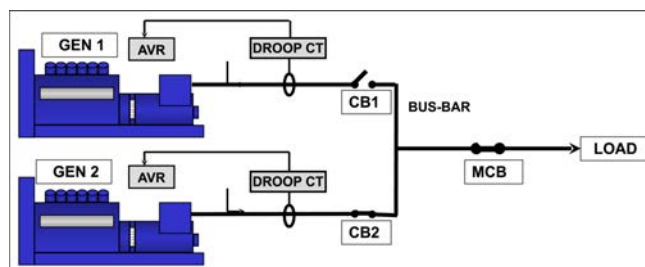 GEN 1
AVR
DROOP CT
CB1
BUS-BAR
MCB
LOAD
GEN 2
AVR
DROOP CT
CB2